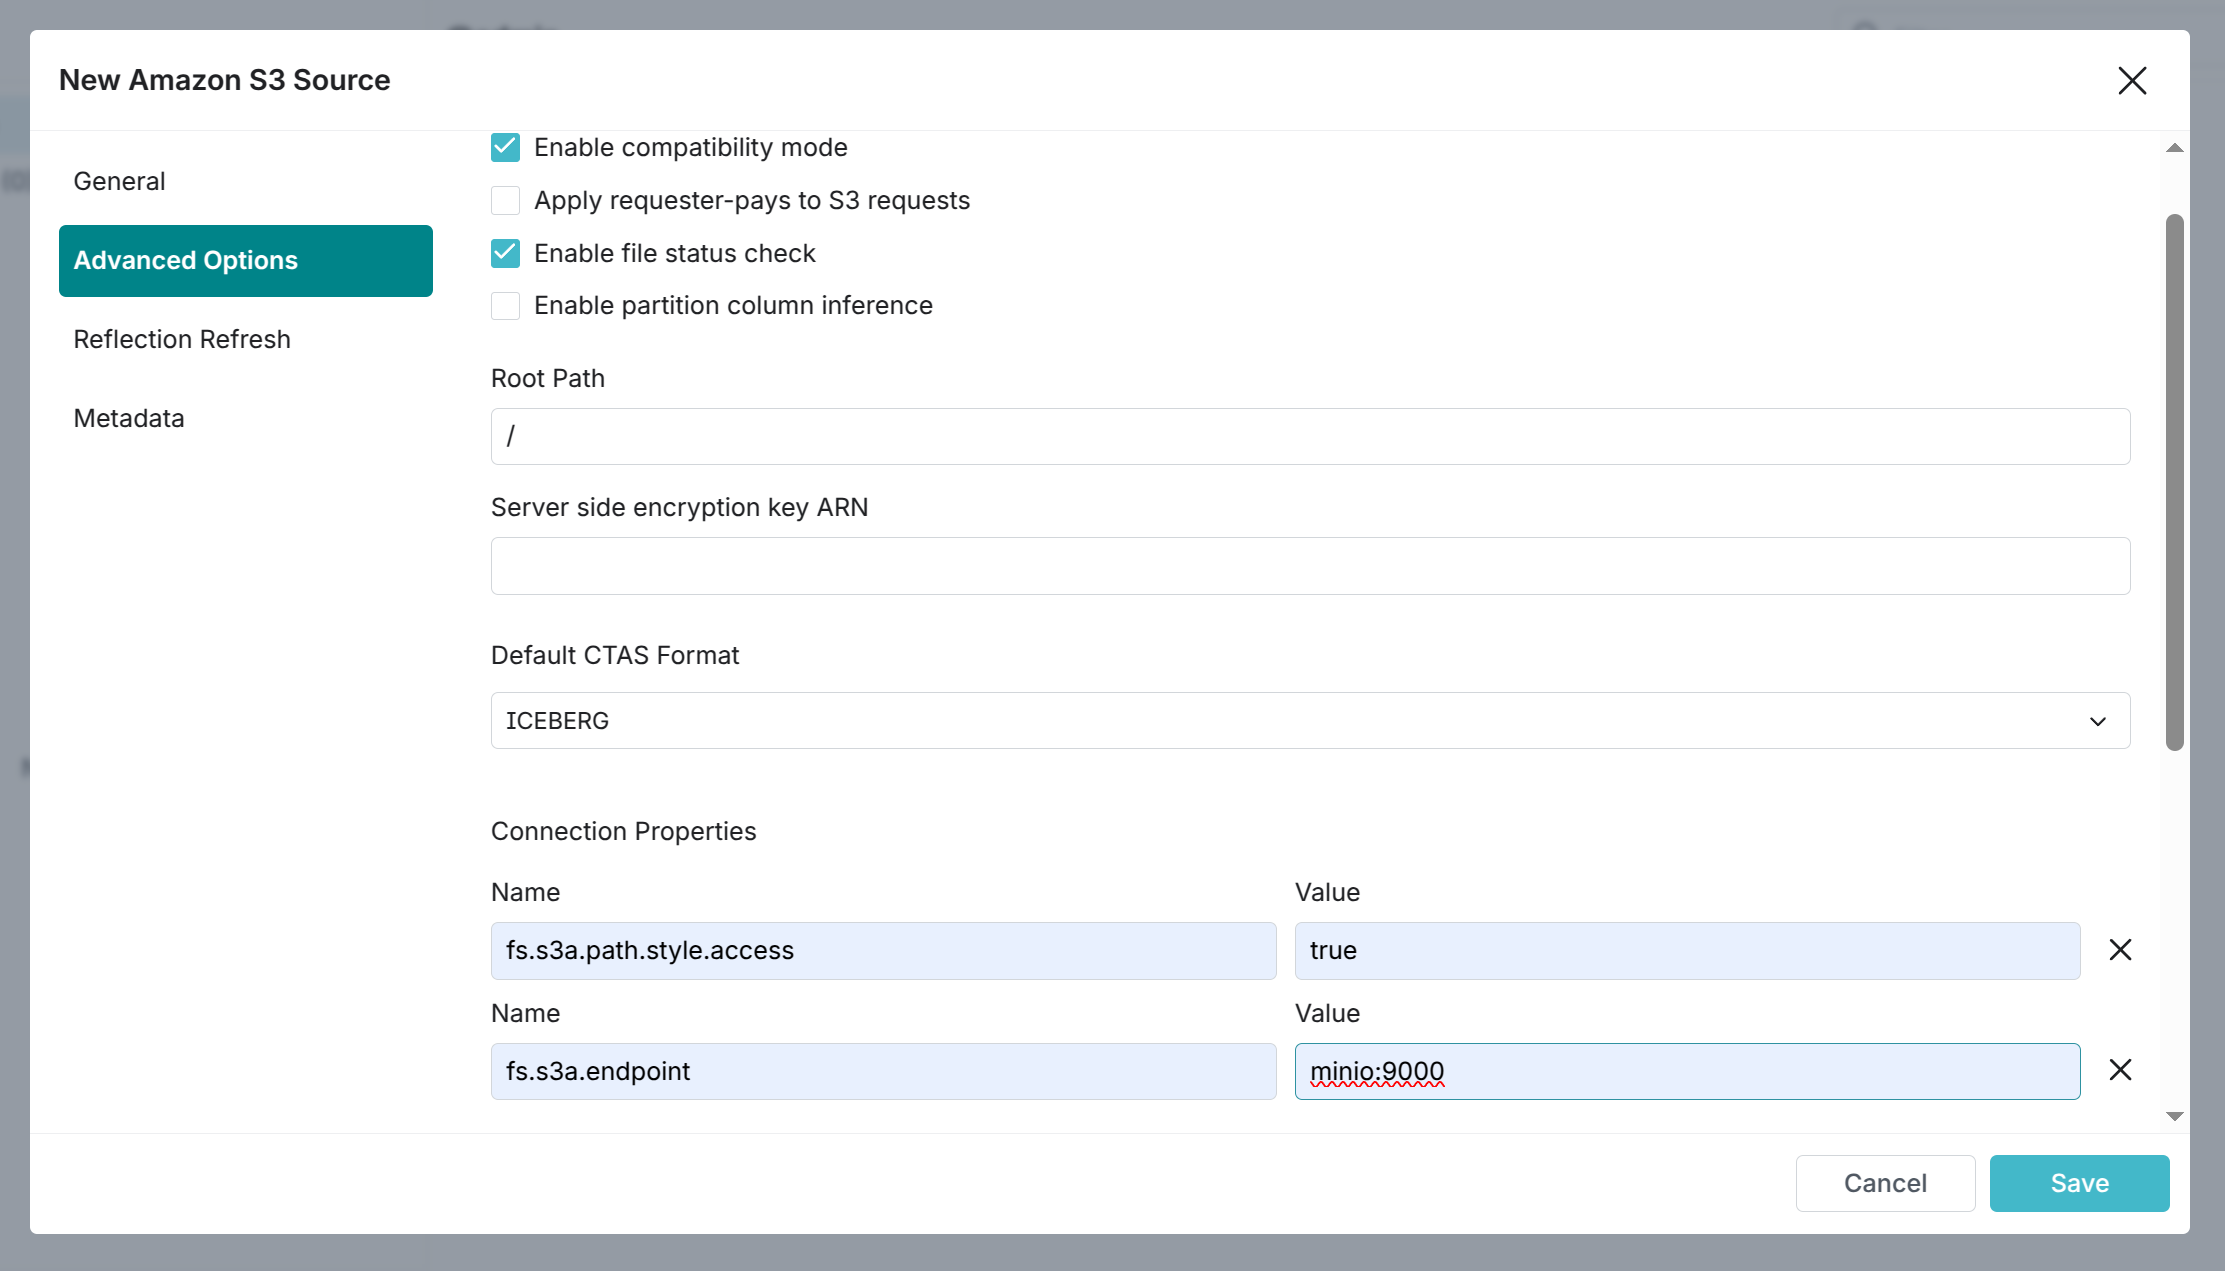 New Amazon S3 Source
General
Advanced Options
Reflection Refresh
Metadata
Enable compatibility mode
Apply requester-pays to S3 requests
Enable file status check
Enable partition column inference
Root Path
/
Server side encryption key ARN
Default CTAS Format
ICEBERG
Connection Properties
Name Value
fs.s3a.path.style.access true
Name Value
fs.s3a.endpoint minio:9000
Cancel Save